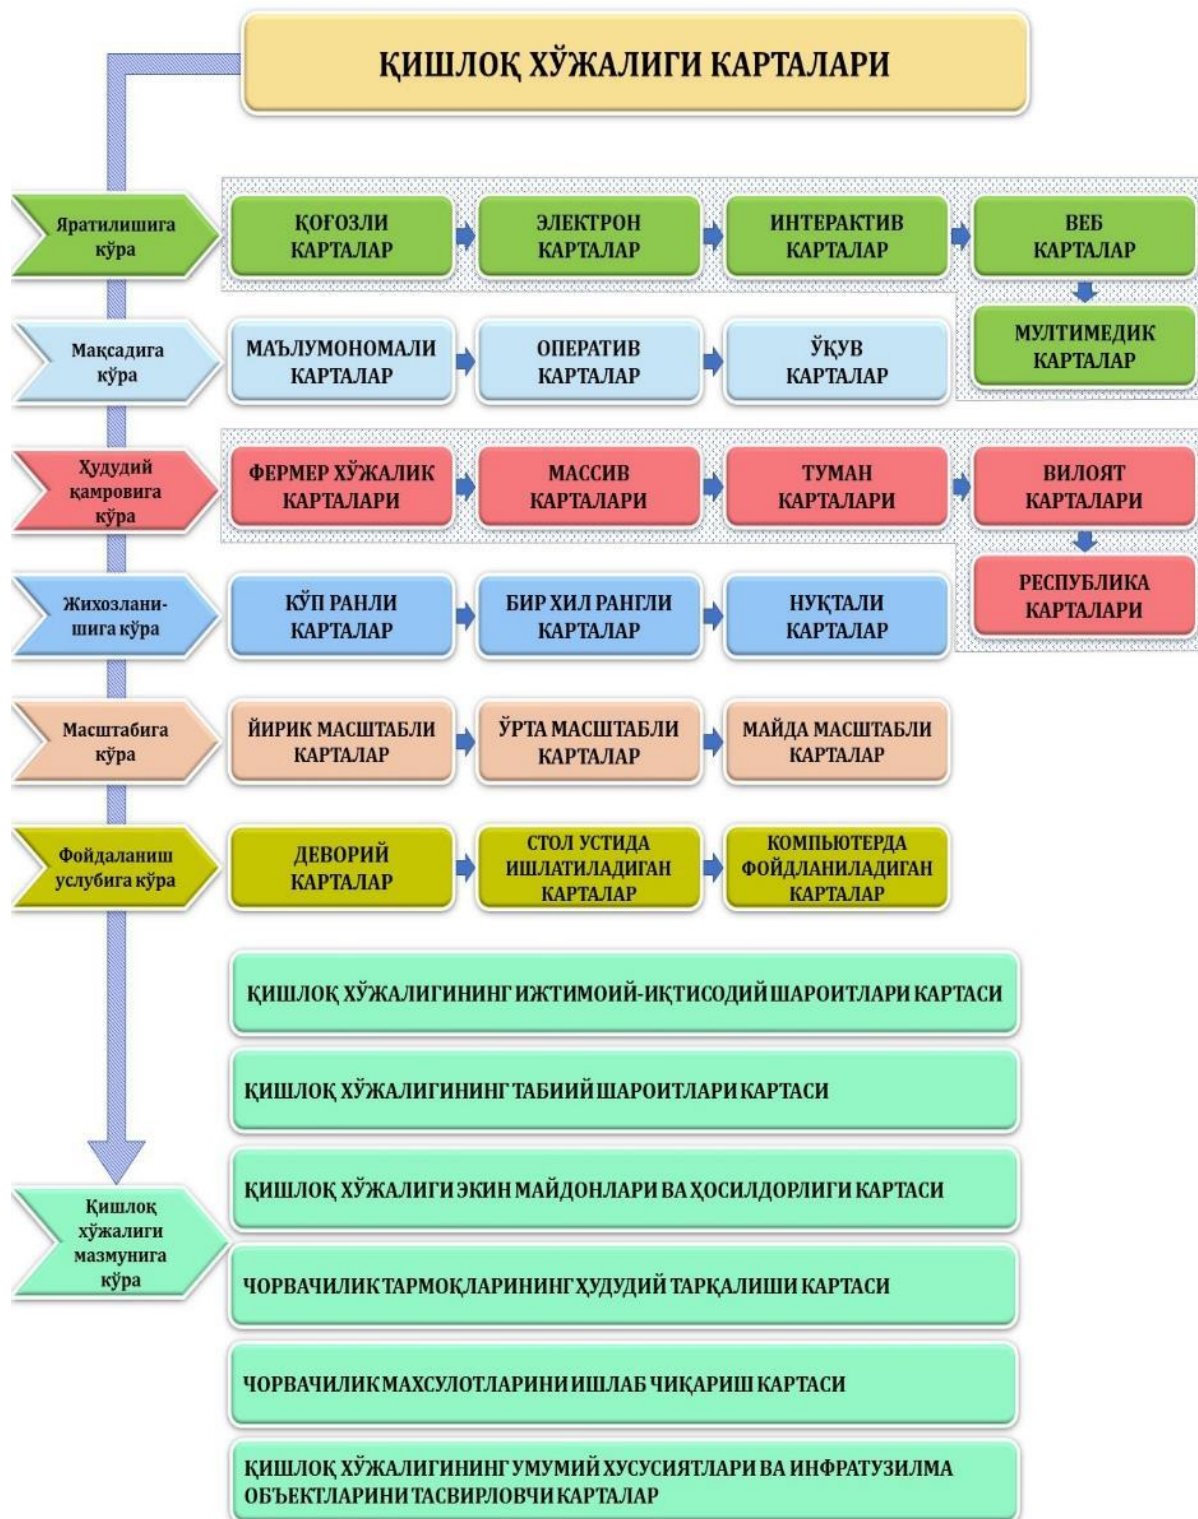 ҚИШЛОҚ ХЎЖАЛИГИ КАРТАЛАРИ
Яратилишига
кўра
ҚОҒОЗЛИ
КАРТАЛАР
ЭЛЕКТРОН
КАРТАЛАР
ИНТЕРАКТИВ
КАРТАЛАР
ВЕБ
КАРТАЛАР
МУЛТИМЕДИК
КАРТАЛАР
Мақсадига
кўра
МАЪЛУМОНОМАЛИ
КАРТАЛАР
ОПЕРАТИВ
КАРТАЛАР
ЎҚУВ
КАРТАЛАР
Ҳудудий
қамровига
кўра
ФЕРМЕР ХЎЖАЛИК
КАРТАЛАРИ
МАССИВ
КАРТАЛАРИ
ТУМАН
КАРТАЛАРИ
ВИЛОЯТ
КАРТАЛАРИ
РЕСПУБЛИКА
КАРТАЛАРИ
Жихозлани-
шига кўра
КЎП РАНЛИ
КАРТАЛАР
БИР ХИЛ РАНГЛИ
КАРТАЛАР
НУҚТАЛИ
КАРТАЛАР
Масштабига
кўра
ЙИРИК МАСШТАБЛИ
КАРТАЛАР
ЎРТА МАСШТАБЛИ
КАРТАЛАР
МАЙДА МАСШТАБЛИ
КАРТАЛАР
Фойдаланиш
услубига кўра
ДЕВОРИЙ
КАРТАЛАР
СТОЛ УСТИДА
ИШЛАТИЛАДИГАН
КАРТАЛАР
КОМПЬЮТЕРДА
ФОЙДЛАНИЛАДИГАН
КАРТАЛАР
Қишлоқ
хўжалиги
мазмунига
кўра
ҚИШЛОҚ ХЎЖАЛИГИНИНГ ИЖТИМОИЙ-ИҚТИСОДИЙ ШАРОИТЛАРИ КАРТАСИ
ҚИШЛОҚ ХЎЖАЛИГИНИНГ ТАБИИЙ ШАРОИТЛАРИ КАРТАСИ
ҚИШЛОҚ ХЎЖАЛИГИ ЭКИН МАЙДОНЛАРИ ВА ҲОСИЛДОРЛИГИ КАРТАСИ
ЧОРВАЧИЛИК ТАРМОҚЛАРИНИНГ ҲУДУДИЙ ТАРҚАЛИШИ КАРТАСИ
ЧОРВАЧИЛИК МАХСУЛОТЛАРИНИ ИШЛАБ ЧИҚАРИШ КАРТАСИ
ҚИШЛОҚ ХЎЖАЛИГИНИНГ УМУМИЙ ХУСУСИЯТЛАРИ ВА ИНФРАТУЗИЛМА
ОБЪЕКТЛАРИНИ ТАСВИРЛОВЧИ КАРТАЛАР